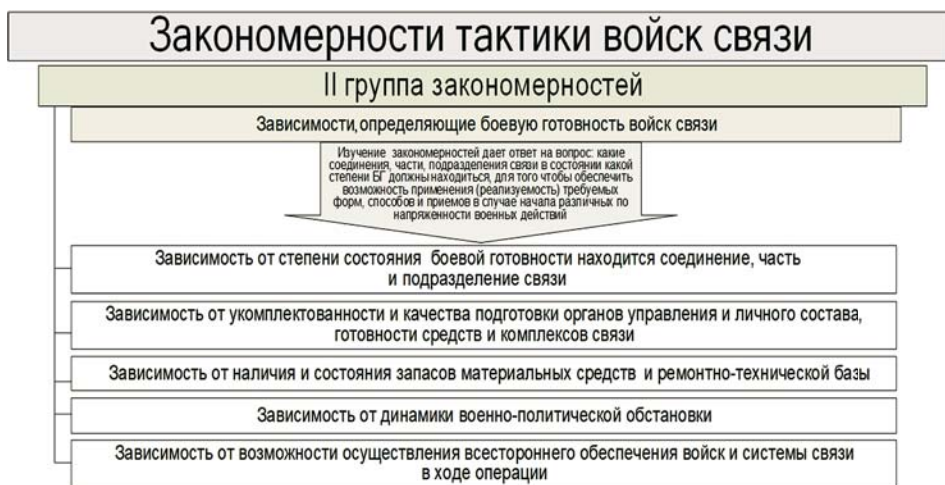 Закономерности тактики войск связи
II группа закономерностей
Зависимости,определяющие боевую готовность войск связи
Изучение закономерностей дает ответ на вопрос: какие
соединения, части, подразделения связи в состоянии какой
степени БГ должны находиться, для того чтобы обеспечить
возможность применения (реализуемость) требуемых
форм, способов и приемов в случае начала различных по
напряженности военных действий
Зависимость от степени состояния боевой готовности находится соединение, часть
и подразделение связи
Зависимость от укомплектованности и качества подготовки органов управления и личного состава,
готовности средств и комплексов связи
Зависимость от наличия и состояния запасов материальных средств и ремонтно-технической базы
Зависимость от динамики военно-политической обстановки
Зависимость от возможности осуществления всестороннего обеспечения войск и системы связи
в ходе операции